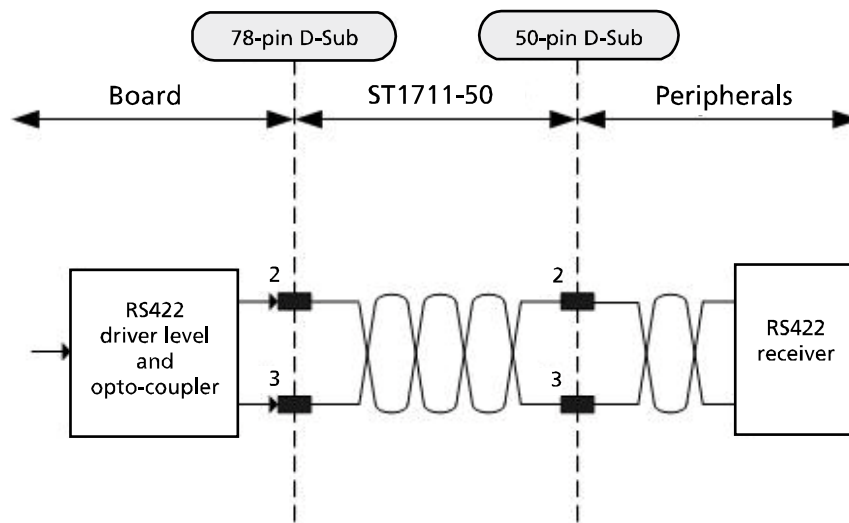 78-pin D-Sub
50-pin D-Sub
Board
ST1711-50
Peripherals
2
2
RS422
driver level
and
opto-coupler
RS422
receiver
3
3